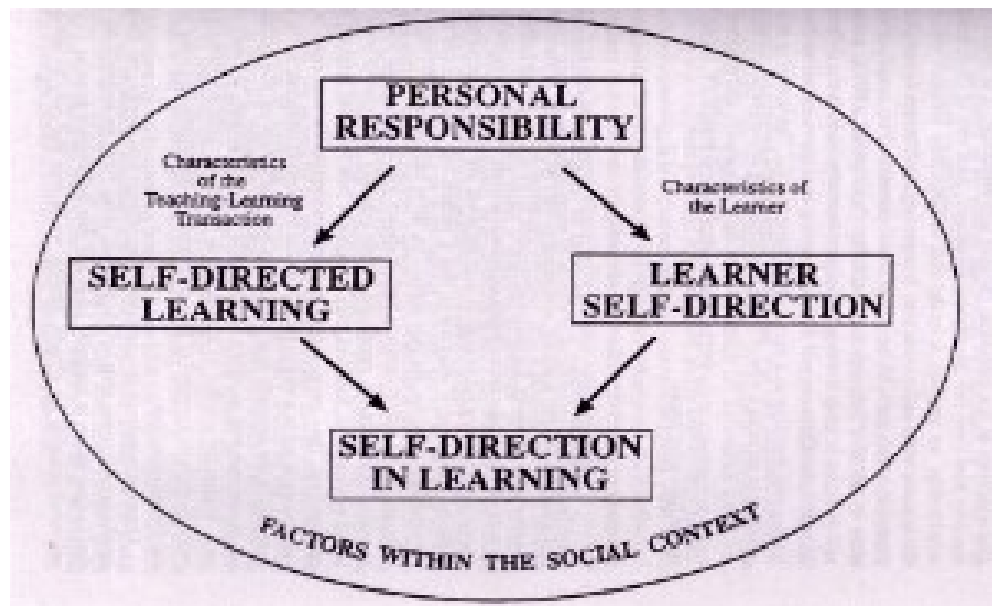 PERSONAL
RESPONSIBILITY
Characteristics
of the
Teaching-Learning
Transaction
Characteristics of
the Learner
SELF-DIRECTED
LEARNING
LEARNER
SELF-DIRECTION
SELF-DIRECTION
IN LEARNING
FACTORS WITHIN THE SOCIAL CONTEXT